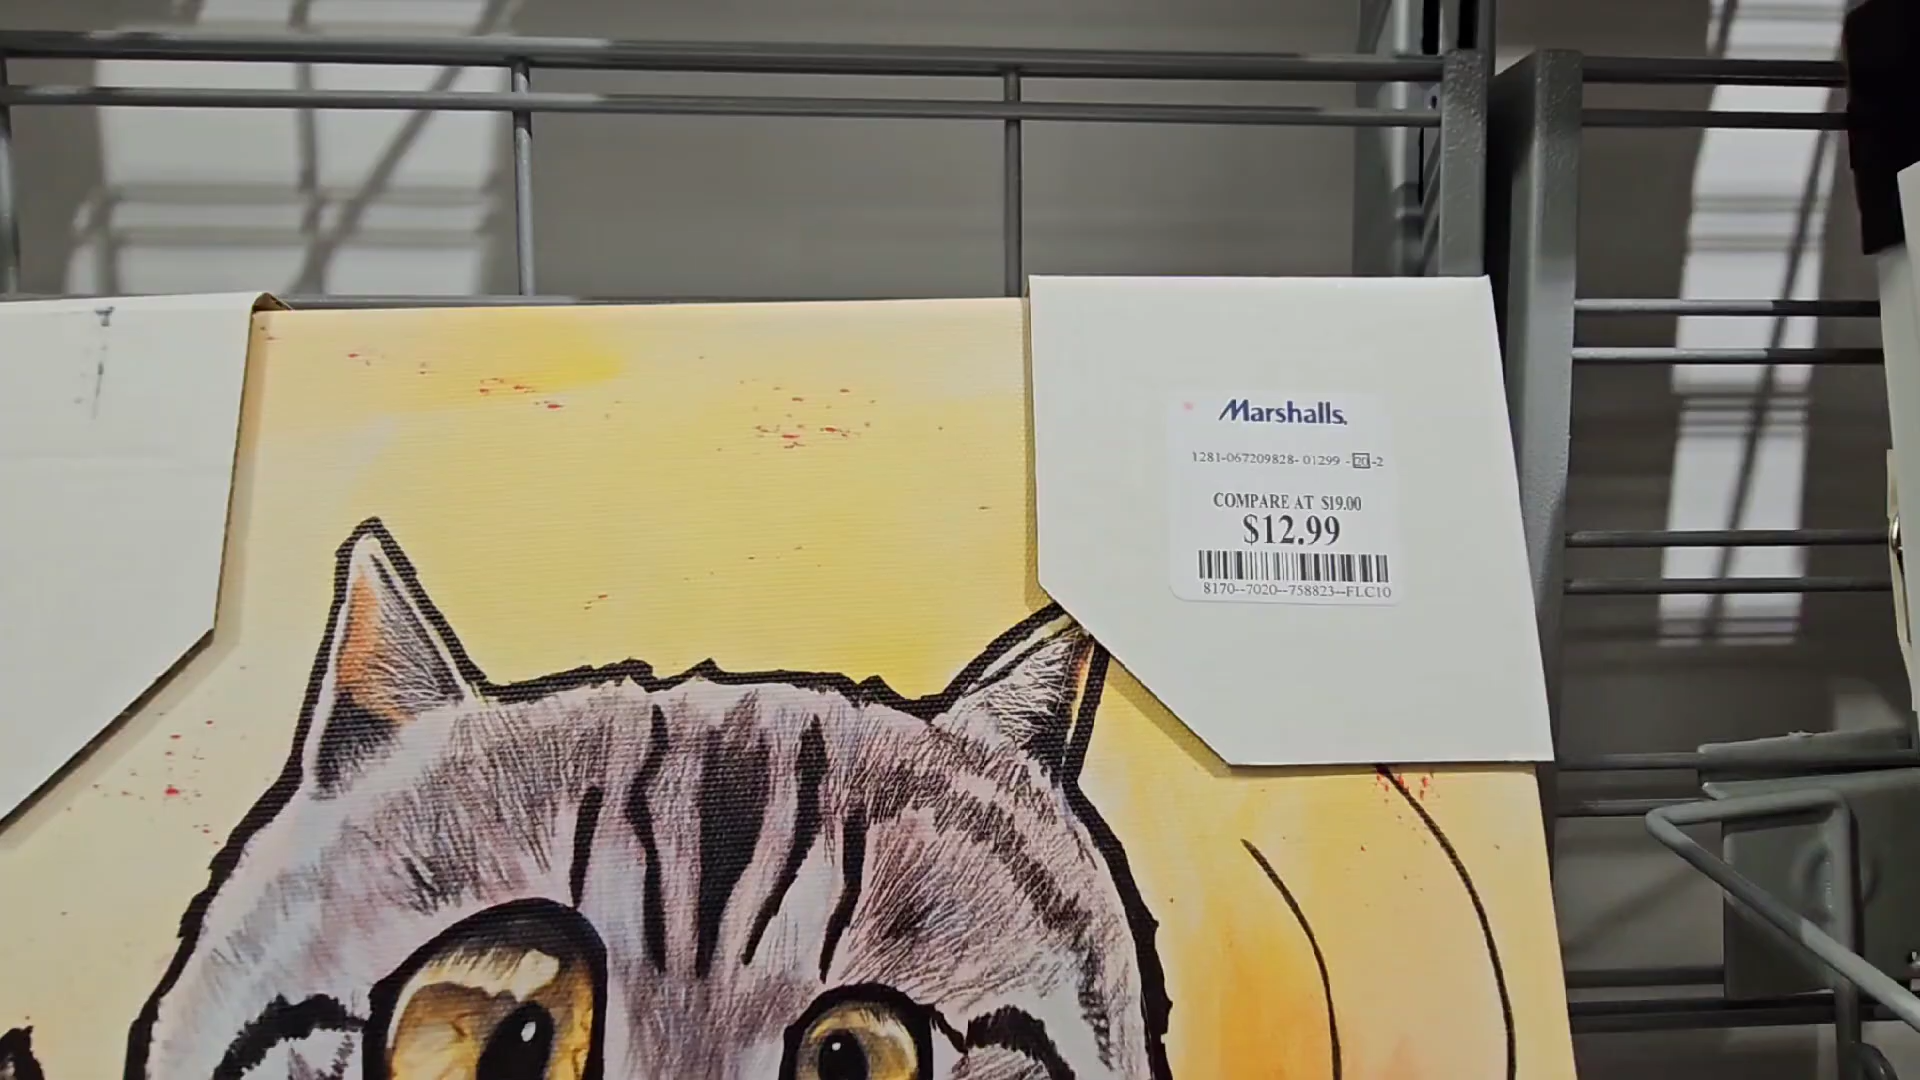 Marshalls.
1281-067209828- 01299 -20-2
COMPARE AT $19.00
$12.99
8170--7020--758823--FLC10